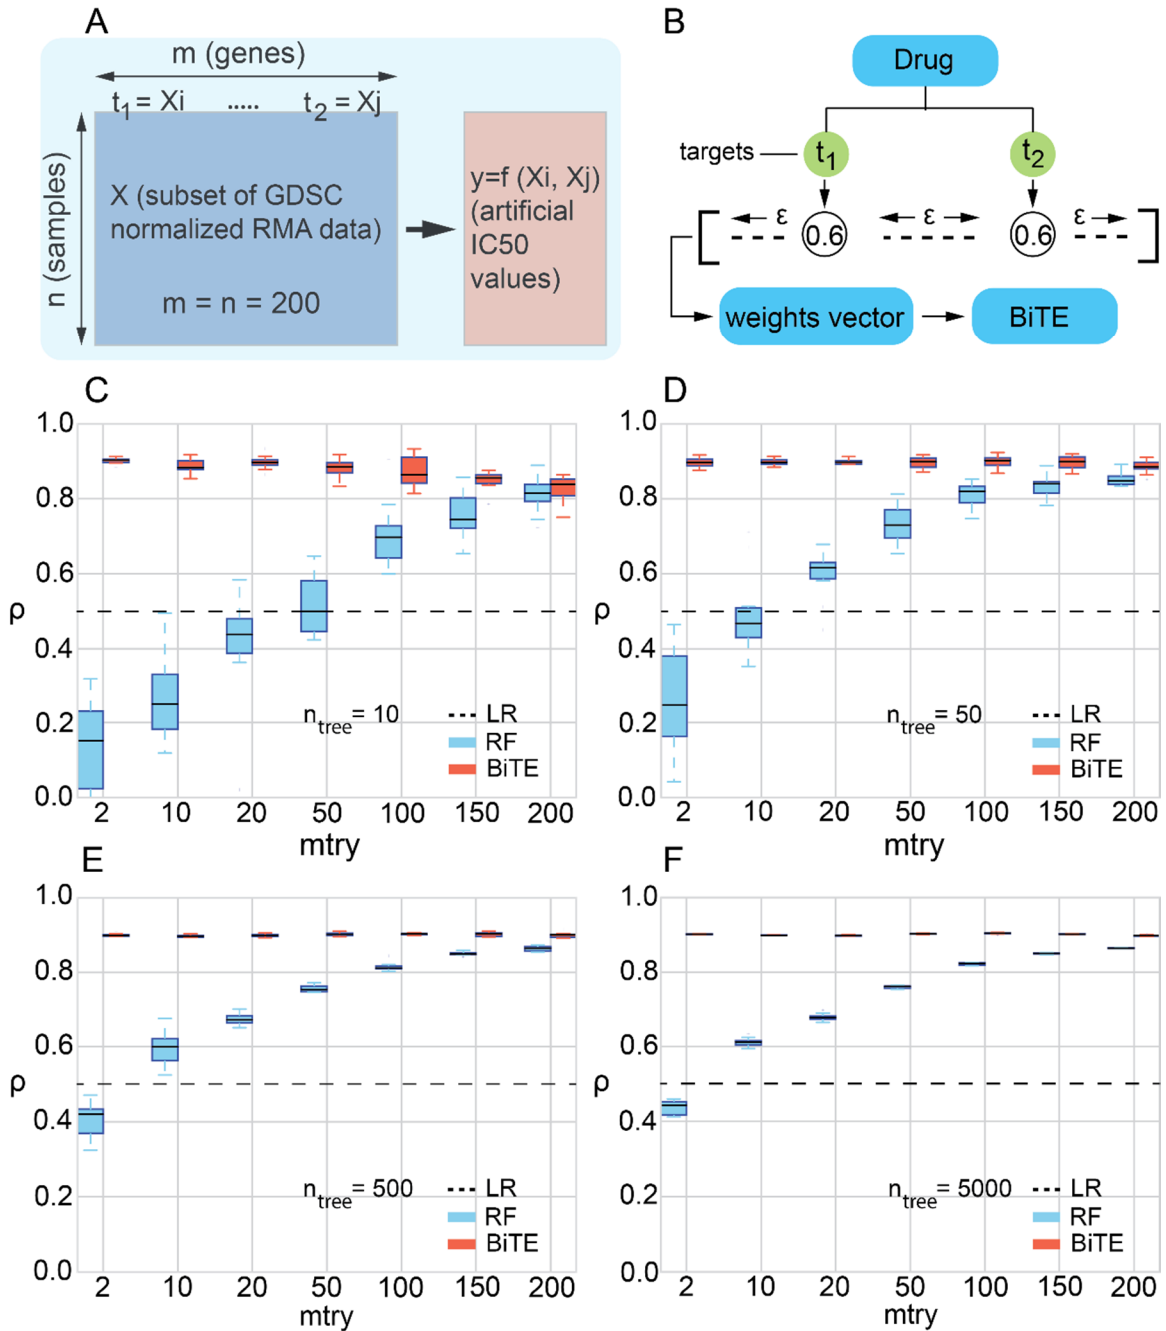 A
m (genes)
t1 = Xi ..... t2 = Xj
n (samples)
X (subset of GDSC
normalized RMA data)
m = n = 200
y=f (Xi, Xj)
(artificial
IC50
values)
B
Drug
targets
t1
t2
ε ε ε
0.6 0.6
weights vector
BiTE
C
1.0
0.8
0.6
ρ
0.4
0.2
0.0
ntree= 10
LR
RF
BiTE
2 10 20 50 100 150 200
mtry
D
1.0
0.8
0.6
ρ
0.4
0.2
0.0
ntree= 50
LR
RF
BiTE
2 10 20 50 100 150 200
mtry
E
1.0
0.8
0.6
ρ
0.4
0.2
0.0
ntree= 500
LR
RF
BiTE
2 10 20 50 100 150 200
mtry
F
1.0
0.8
0.6
ρ
0.4
0.2
0.0
ntree= 5000
LR
RF
BiTE
2 10 20 50 100 150 200
mtry